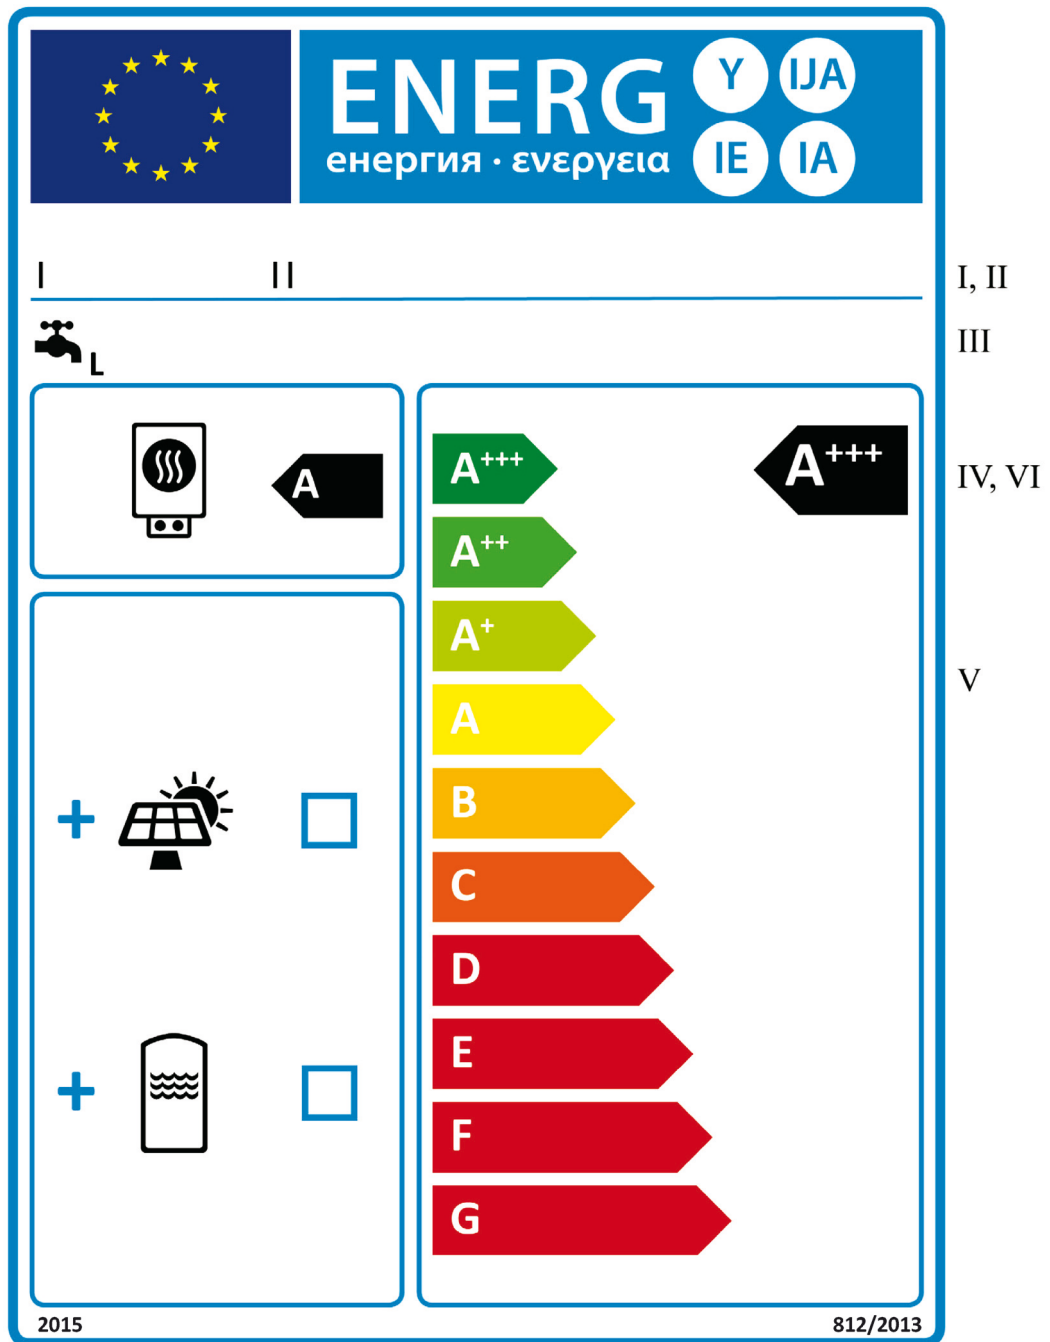 ENERG
енергия · ενεργεια
Y IJA
IE IA
I II
I, II
L
III
A
A+++
A+++
IV, VI
A++
A+
A
V
B
C
D
E
F
G
2015
812/2013